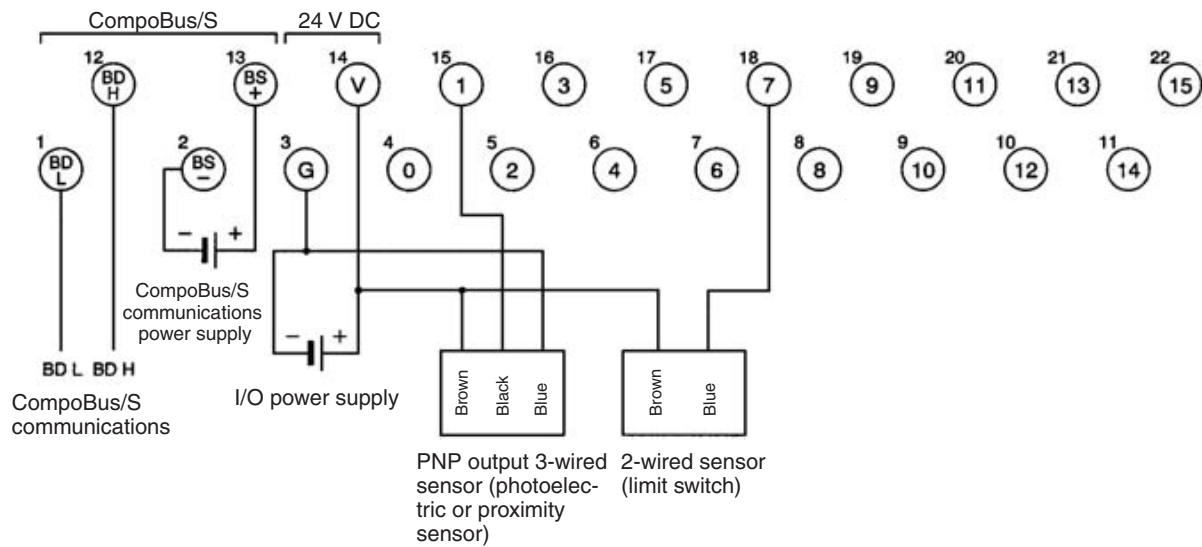 CompoBus/S 24 V DC
12 13 14 15 16 17 18 19 20 21 22
BD H BS + V 1 3 5 7 9 11 13 15
1 2 3 4 5 6 7 8 9 10 11
BD L BS – G 0 2 4 6 8 10 12 14
– +
CompoBus/S
communications
power supply
– +
BD L BD H
I/O power supply
CompoBus/S
communications
Brown Black Blue
Brown Blue
PNP output 3-wired
sensor (photoelec-
tric or proximity
sensor)
2-wired sensor
(limit switch)